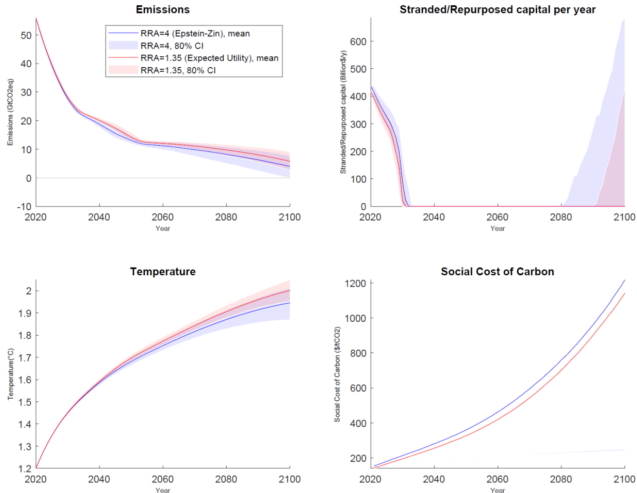 Emissions
RRA=4 (Epstein-Zin), mean
RRA=4, 80% CI
RRA=1.35 (Expected Utility), mean
RRA=1.35, 80% CI
Emissions (GtCO2eq)
60
50
40
30
20
10
0
-10
2020 2040 2060 2080 2100
Year
Stranded/Repurposed capital per year
Stranded/Repurposed capital (Billion$/y)
600
500
400
300
200
100
0
2020 2040 2060 2080 2100
Year
Temperature
Temperature(°C)
2
1.9
1.8
1.7
1.6
1.5
1.4
1.3
1.2
2020 2040 2060 2080 2100
Year
Social Cost of Carbon
Social Cost of Carbon ($/tCO2)
1200
1000
800
600
400
200
2020 2040 2060 2080 2100
Year